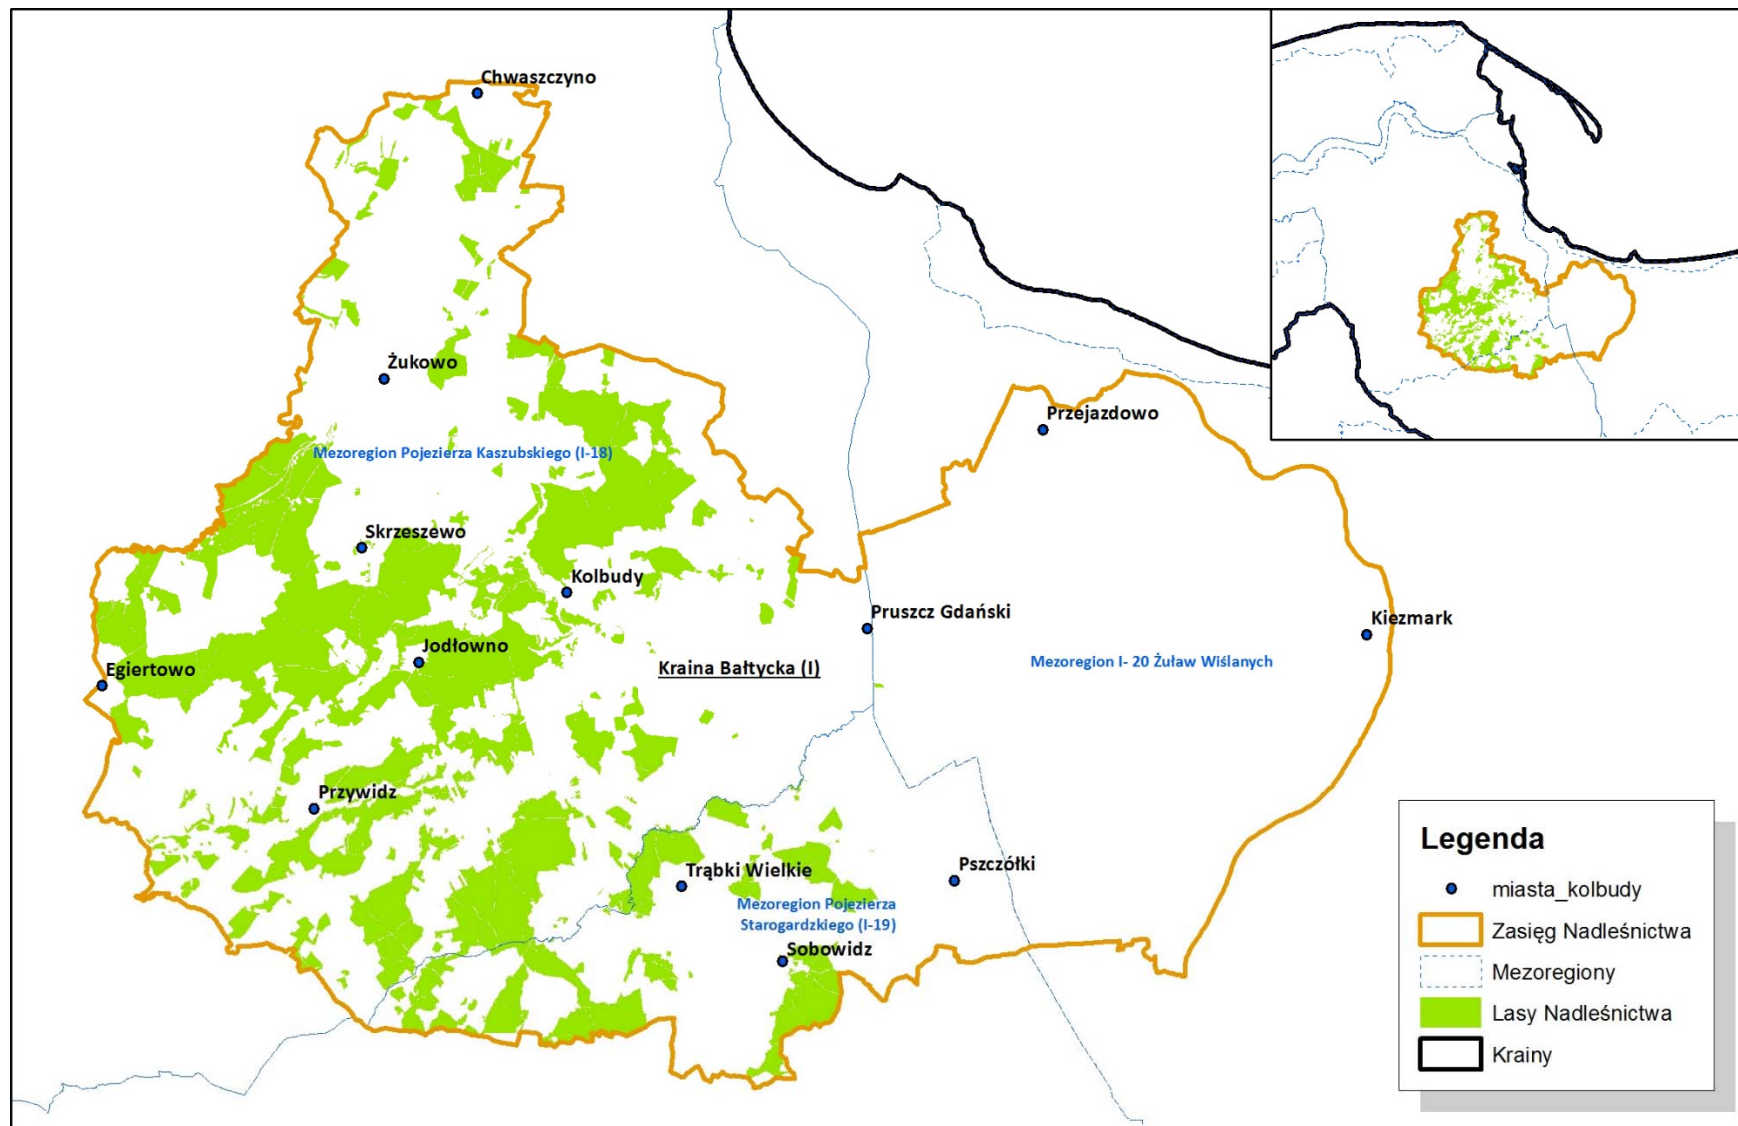 Chwaszczyno
Żukowo
Przejazdowo
Mezoregion Pojezierza Kaszubskiego (I-18)
Skrzeszewo
Kolbudy
Pruszcz Gdański
Kiezmark
Jodłowno
Egiertowo
Kraina Bałtycka (I)
Mezoregion I- 20 Żuław Wiślanych
Przywidz
Trąbki Wielkie
Pszczółki
Mezoregion Pojezierza
Starogardzkiego (I-19)
Sobowidz
Legenda
miasta_kolbudy
Zasięg Nadleśnictwa
Mezoregiony
Lasy Nadleśnictwa
Krainy